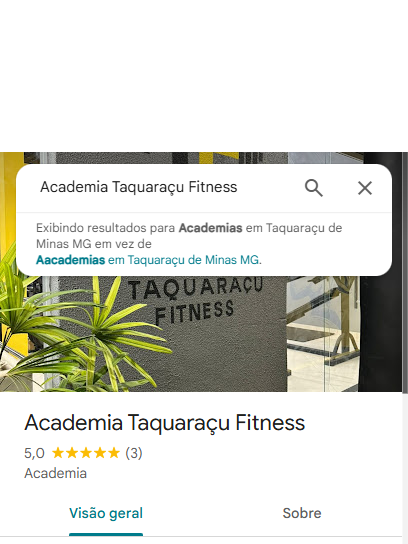 Academia Taquaraçu Fitness
Exibindo resultados para Academias em Taquaraçu de
Minas MG em vez de
Aacademias em Taquaraçu de Minas MG.
TAQUARAÇU
FITNESS
Academia Taquaraçu Fitness
5,0 ★★★★★ (3)
Academia
Visão geral Sobre